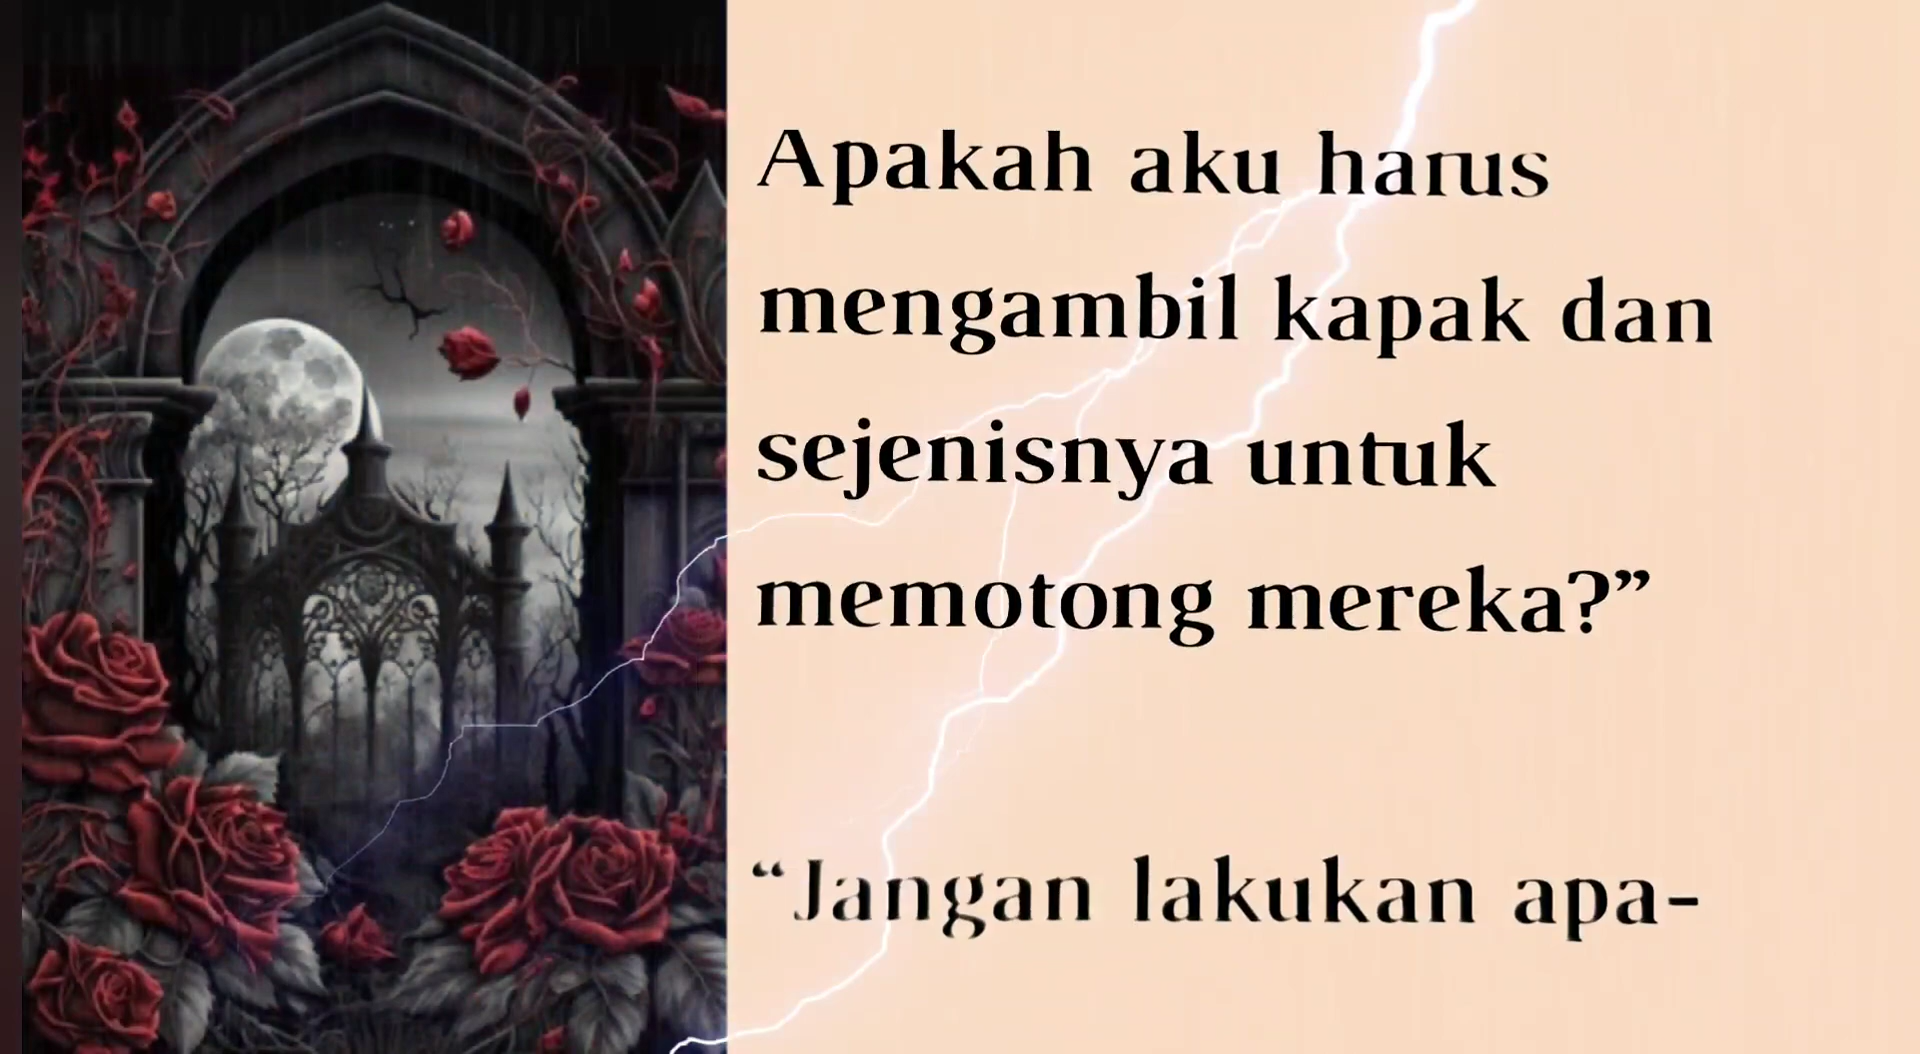 Apakah aku harus
mengambil kapak dan
sejenisnya untuk
memotong mereka?”
“Jangan lakukan apa-